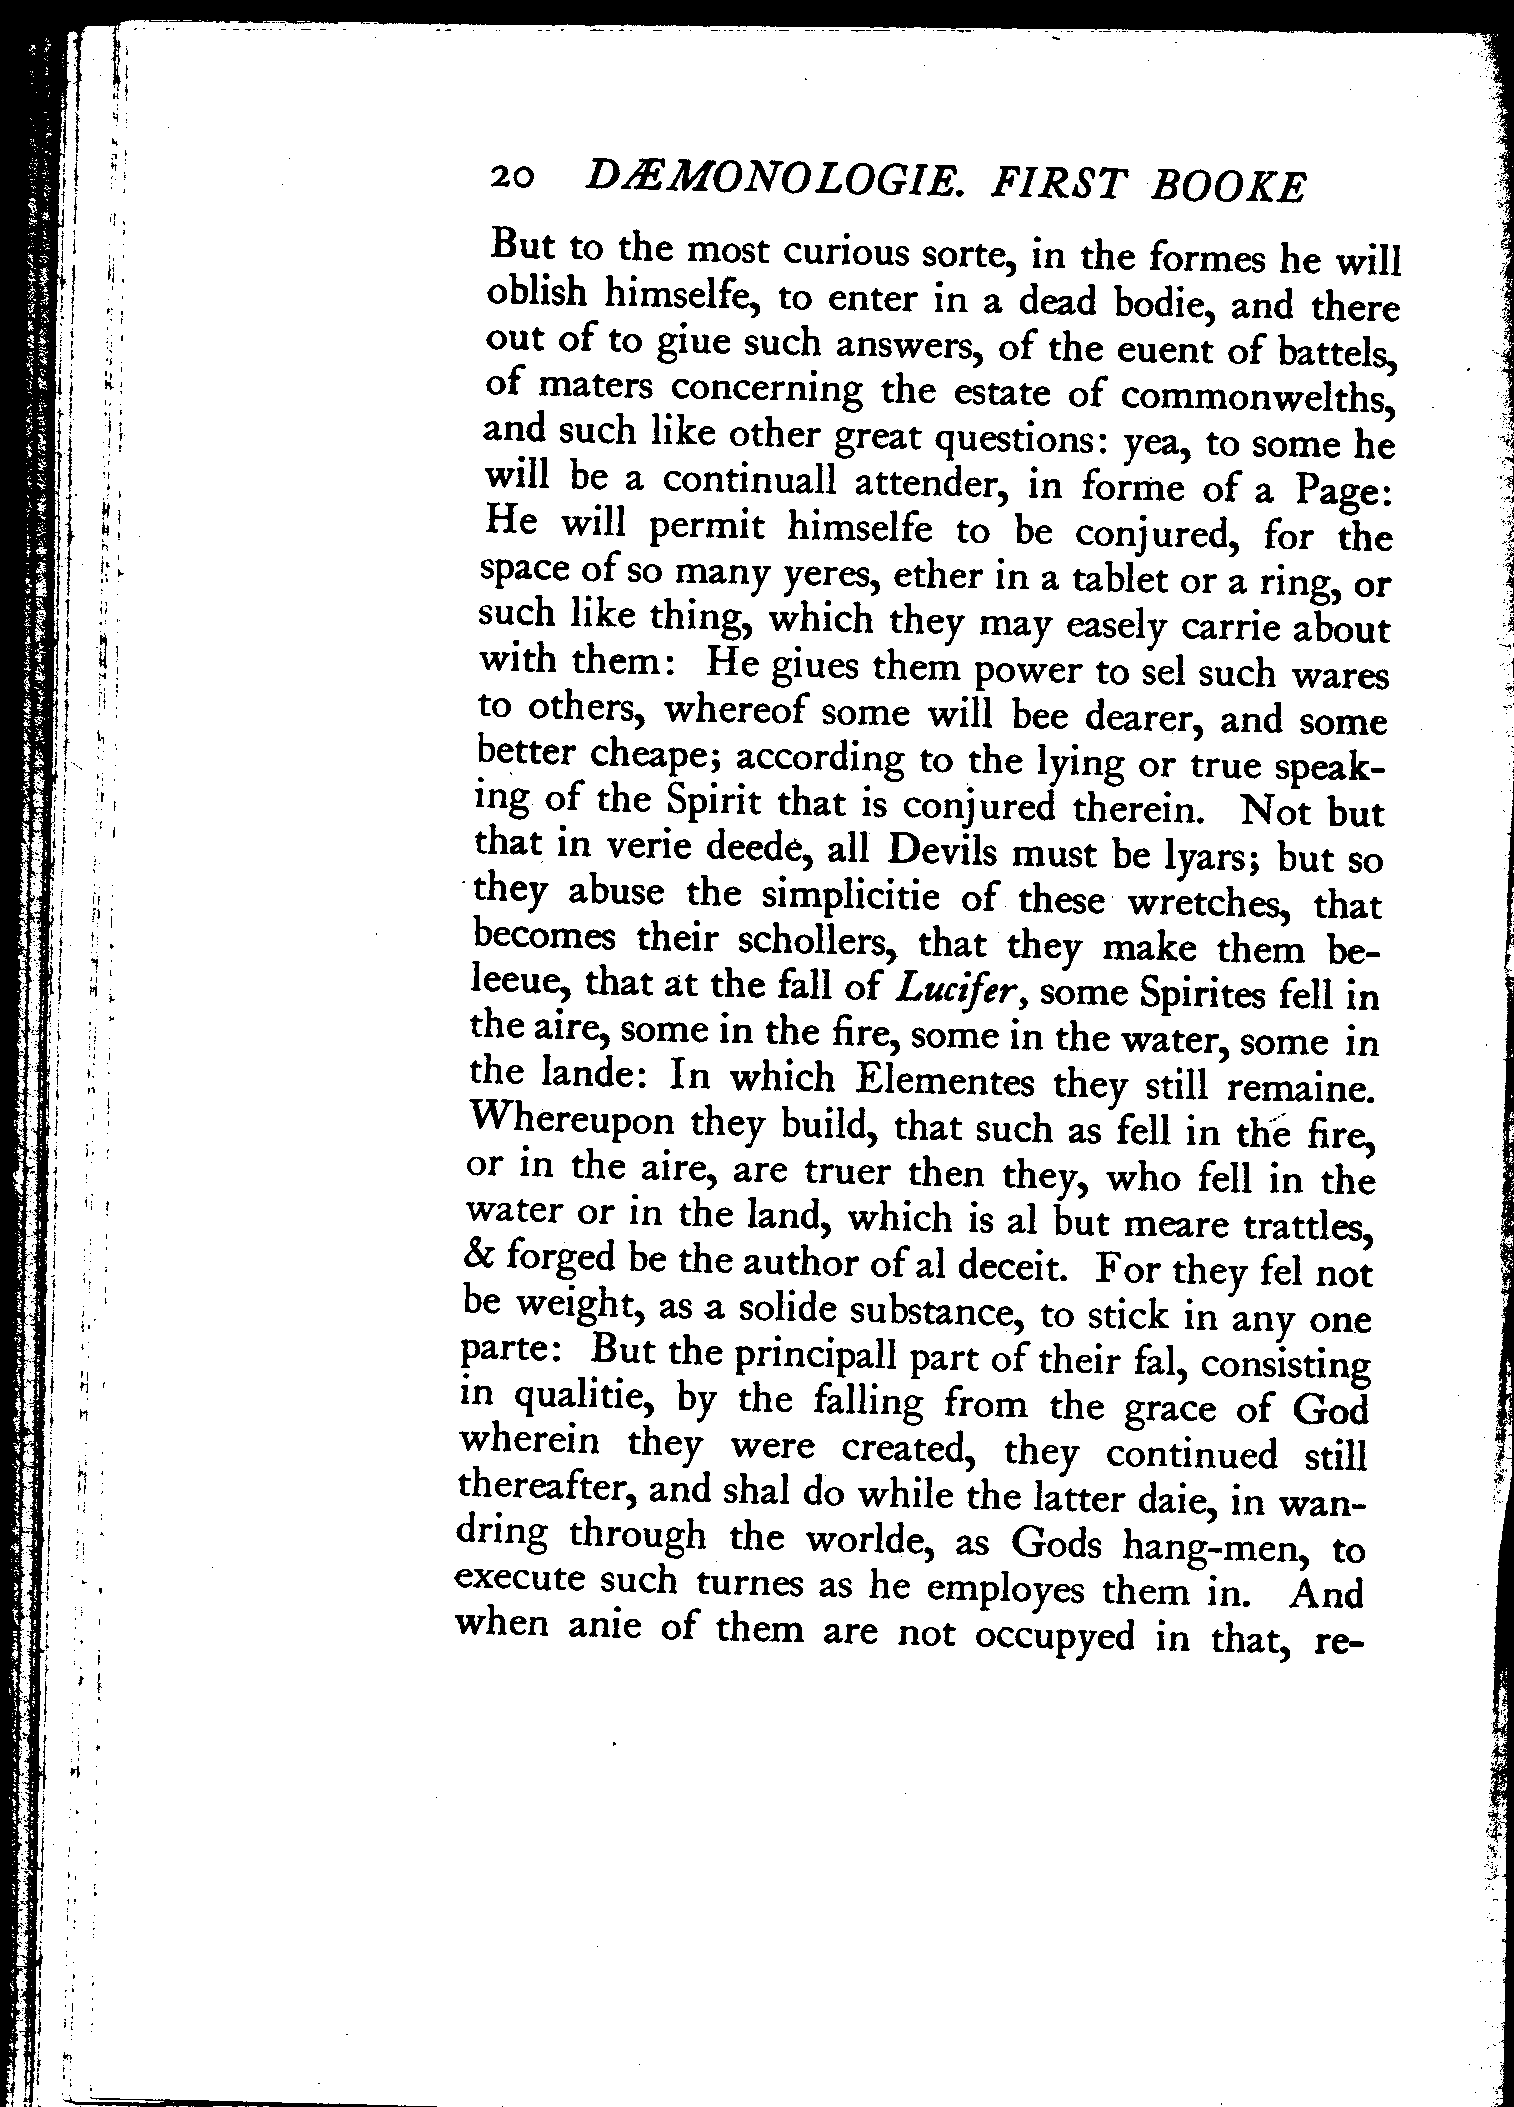 20 DÆMONOLOGIE. FIRST BOOKE
But to the most curious sorte, in the formes he will
oblish himselfe, to enter in a dead bodie, and there
out of to giue such answers, of the euent of battels,
of maters concerning the estate of commonwelths,
and such like other great questions: yea, to some he
will be a continuall attender, in forme of a Page:
He will permit himselfe to be conjured, for the
space of so many yeres, ether in a tablet or a ring, or
such like thing, which they may easely carrie about
with them: He giues them power to sel such wares
to others, whereof some will bee dearer, and some
better cheape; according to the lying or true speak-
ing of the Spirit that is conjured therein. Not but
that in verie deede, all Devils must be lyars; but so
they abuse the simplicitie of these wretches, that
becomes their schollers, that they make them be-
leeue, that at the fall of Lucifer, some Spirites fell in
the aire, some in the fire, some in the water, some in
the lande: In which Elementes they still remaine.
Whereupon they build, that such as fell in the fire,
or in the aire, are truer then they, who fell in the
water or in the land, which is al but meare trattles,
& forged be the author of al deceit. For they fel not
be weight, as a solide substance, to stick in any one
parte: But the principall part of their fal, consisting
in qualitie, by the falling from the grace of God
wherein they were created, they continued still
thereafter, and shal do while the latter daie, in wan-
dring through the worlde, as Gods hang-men, to
execute such turnes as he employes them in. And
when anie of them are not occupyed in that, re-